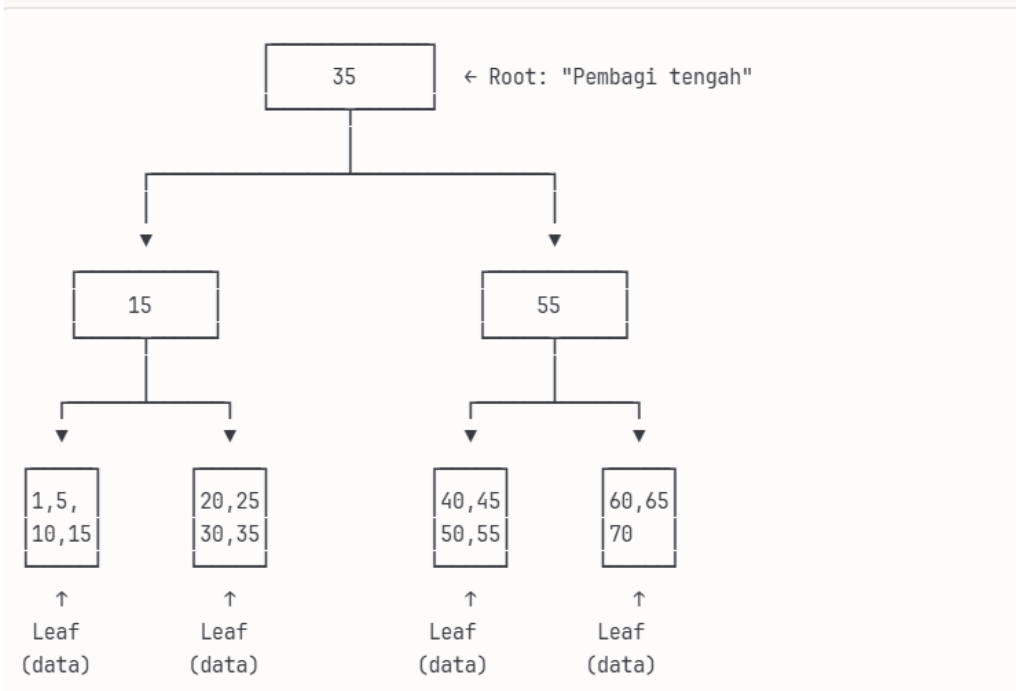 35 ← Root: "Pembagi tengah"
15 55
1,5, 20,25 40,45 60,65
10,15 30,35 50,55 70
↑ ↑ ↑ ↑
Leaf Leaf Leaf Leaf
(data) (data) (data) (data)